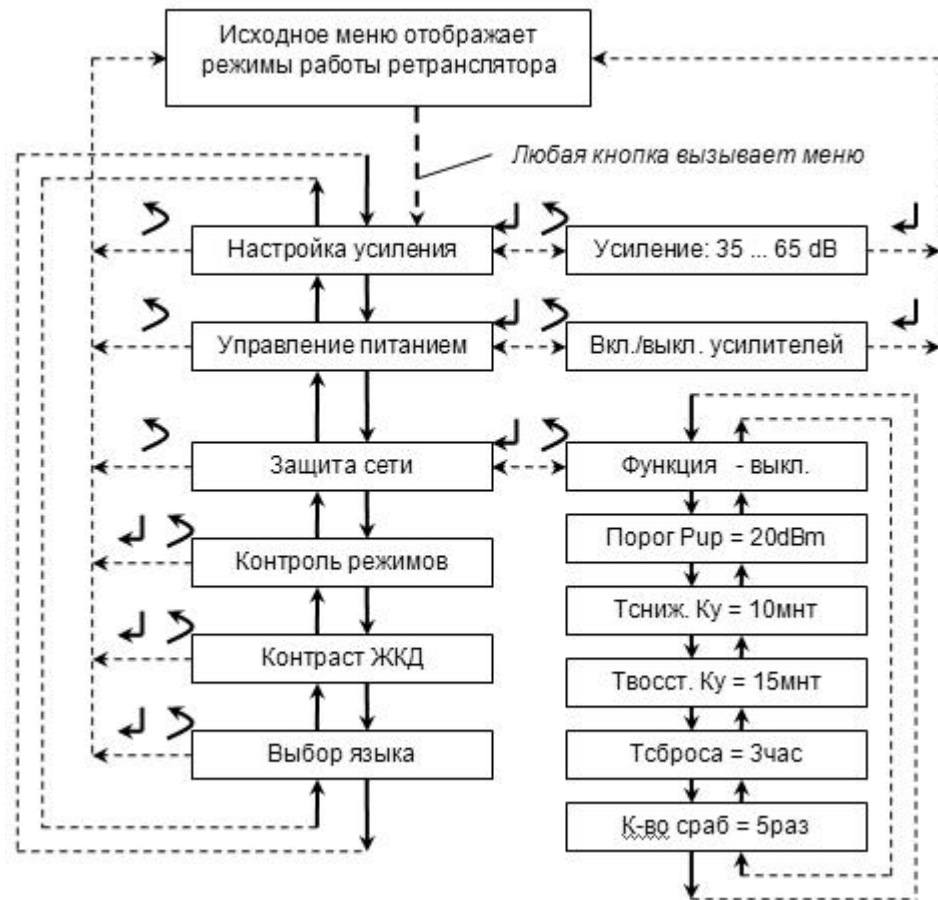 Исходное меню отображает
режимы работы ретранслятора
Любая кнопка вызывает меню
Настройка усиления
Усиление: 35 ... 65 dB
Управление питанием
Вкл./выкл. усилителей
Защита сети
Функция - выкл.
Порог Pup = 20dBm
Контроль режимов
Тсниж. Ку = 10мнт
Контраст ЖКД
Твосст. Ку = 15мнт
Выбор языка
Тсброса = 3час
К-во сраб = 5раз